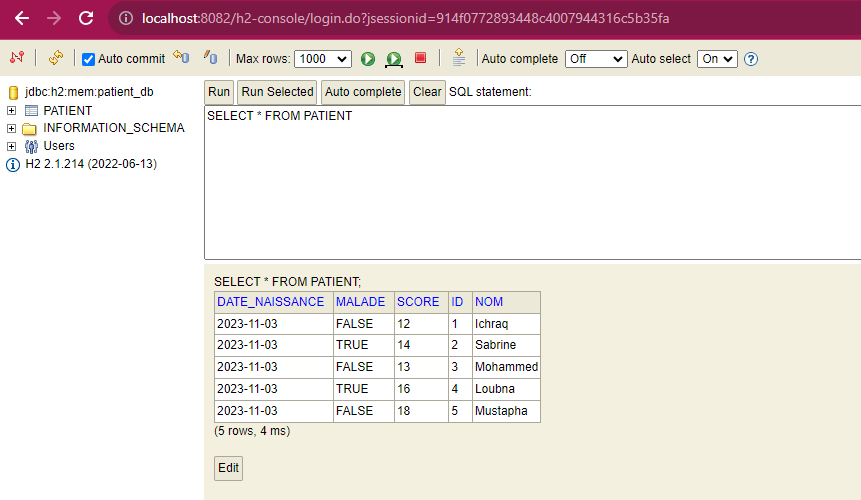 localhost:8082/h2-console/login.do?jsessionid=914f0772893448c4007944316c5b35fa
Auto commit Max rows: 1000 Auto complete Off Auto select On
jdbc:h2:mem:patient_db
PATIENT
INFORMATION_SCHEMA
Users
H2 2.1.214 (2022-06-13)
Run Run Selected Auto complete Clear SQL statement:
SELECT * FROM PATIENT
SELECT * FROM PATIENT;
DATE_NAISSANCE MALADE SCORE ID NOM
2023-11-03 FALSE 12 1 Ichraq
2023-11-03 TRUE 14 2 Sabrine
2023-11-03 FALSE 13 3 Mohammed
2023-11-03 TRUE 16 4 Loubna
2023-11-03 FALSE 18 5 Mustapha
(5 rows, 4 ms)
Edit